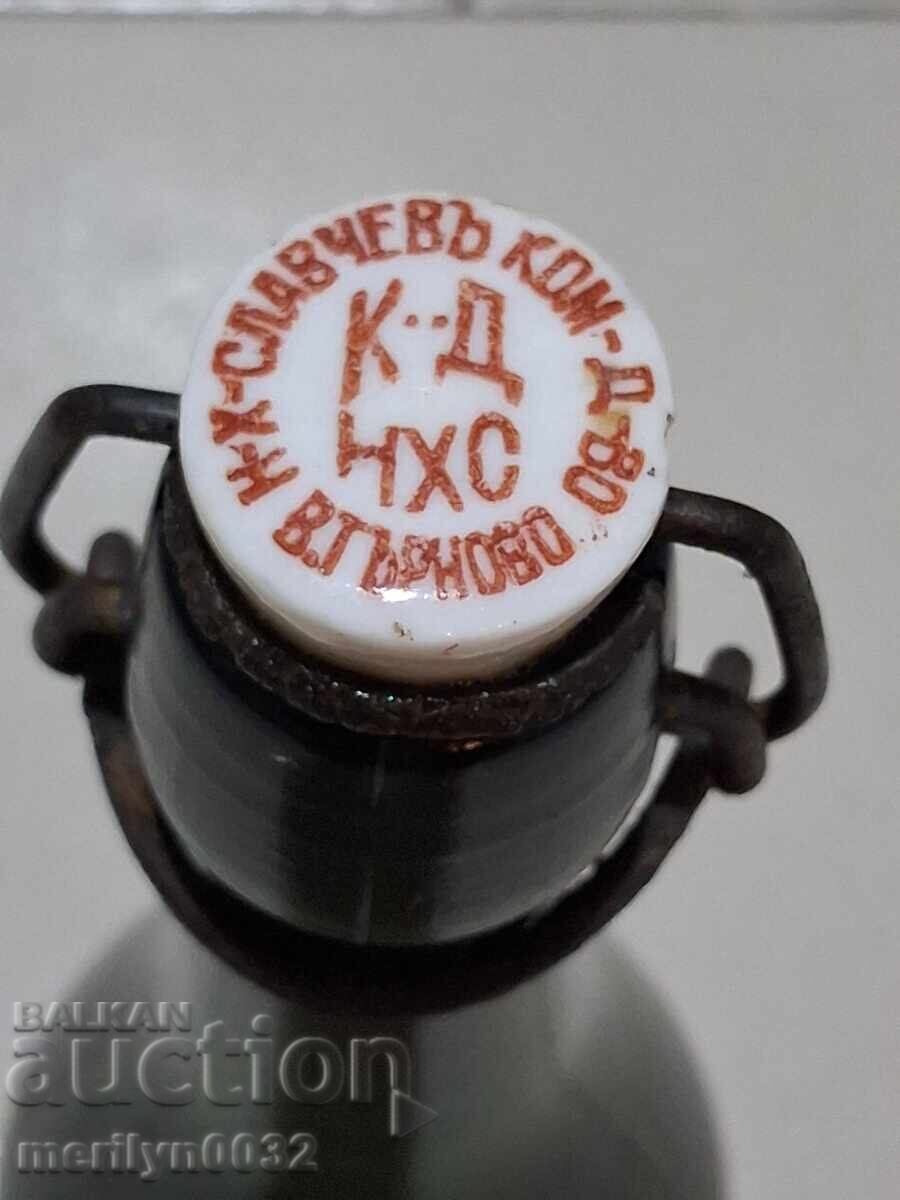 Н-Х-СЛАВЧЕВЪ КОМ-Д-ВО
К-Д
НХС
В.ТЪРНОВО
BALKAN
auction
merilyn0032